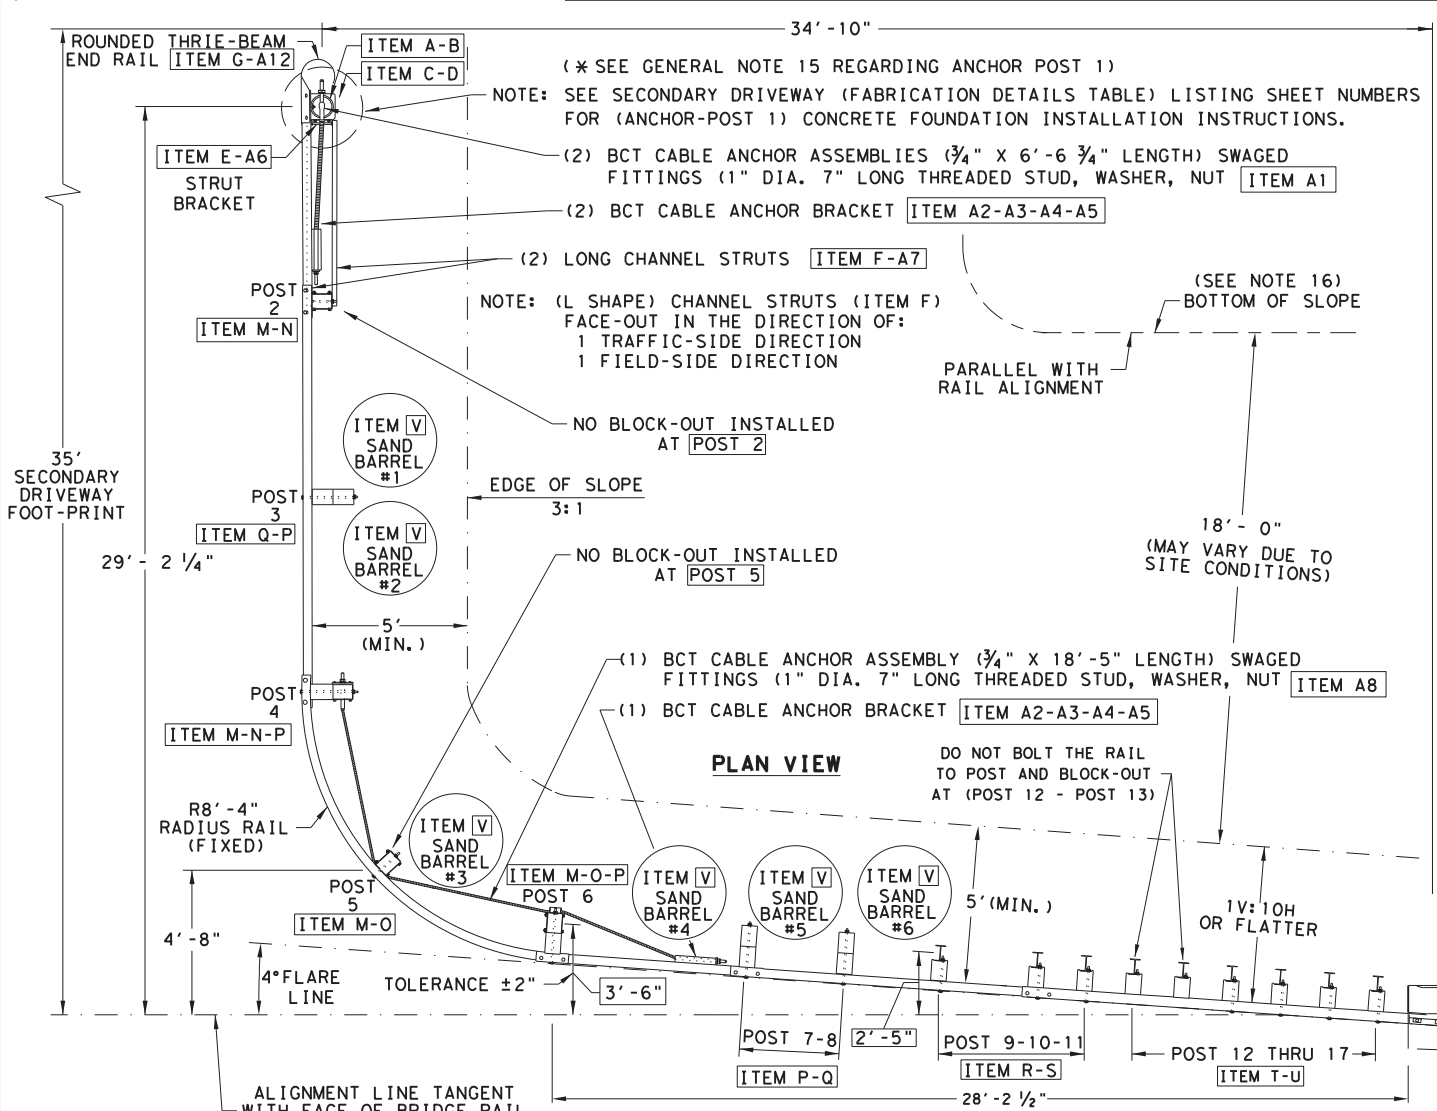 34'-10"
ROUNDED THRIE-BEAM
END RAIL ITEM G-A12
ITEM A-B
ITEM C-D
(* SEE GENERAL NOTE 15 REGARDING ANCHOR POST 1)
NOTE: SEE SECONDARY DRIVEWAY (FABRICATION DETAILS TABLE) LISTING SHEET NUMBERS
FOR (ANCHOR-POST 1) CONCRETE FOUNDATION INSTALLATION INSTRUCTIONS.
ITEM E-A6
STRUT
BRACKET
(2) BCT CABLE ANCHOR ASSEMBLIES (3/4" X 6'-6 3/4" LENGTH) SWAGED
FITTINGS (1" DIA. 7" LONG THREADED STUD, WASHER, NUT ITEM A1
(2) BCT CABLE ANCHOR BRACKET ITEM A2-A3-A4-A5
(2) LONG CHANNEL STRUTS ITEM F-A7
POST
2
ITEM M-N
NOTE: (L SHAPE) CHANNEL STRUTS (ITEM F)
FACE-OUT IN THE DIRECTION OF:
1 TRAFFIC-SIDE DIRECTION
1 FIELD-SIDE DIRECTION
(SEE NOTE 16)
BOTTOM OF SLOPE
PARALLEL WITH
RAIL ALIGNMENT
ITEM V
SAND
BARREL
#1
NO BLOCK-OUT INSTALLED
AT POST 2
35'
SECONDARY
DRIVEWAY
FOOT-PRINT
POST
3
ITEM Q-P
EDGE OF SLOPE
3:1
ITEM V
SAND
BARREL
#2
29'- 2 1/4"
NO BLOCK-OUT INSTALLED
AT POST 5
18'- 0"
(MAY VARY DUE TO
SITE CONDITIONS)
5'
(MIN.)
(1) BCT CABLE ANCHOR ASSEMBLY (3/4" X 18'-5" LENGTH) SWAGED
FITTINGS (1" DIA. 7" LONG THREADED STUD, WASHER, NUT ITEM A8
(1) BCT CABLE ANCHOR BRACKET ITEM A2-A3-A4-A5
POST
4
ITEM M-N-P
PLAN VIEW
DO NOT BOLT THE RAIL
TO POST AND BLOCK-OUT
AT (POST 12 - POST 13)
R8'-4"
RADIUS RAIL
(FIXED)
ITEM V
SAND
BARREL
#3
ITEM M-O-P
POST 6
ITEM V
SAND
BARREL
#4
ITEM V
SAND
BARREL
#5
ITEM V
SAND
BARREL
#6
5'(MIN.)
1V:10H
OR FLATTER
POST
5
ITEM M-O
4'-8"
4° FLARE
LINE
TOLERANCE ±2"
3'-6"
POST 7-8
ITEM P-Q
2'-5"
POST 9-10-11
ITEM R-S
POST 12 THRU 17
ITEM T-U
28'-2 1/2"
ALIGNMENT LINE TANGENT
WITH FACE OF BRIDGE RAIL